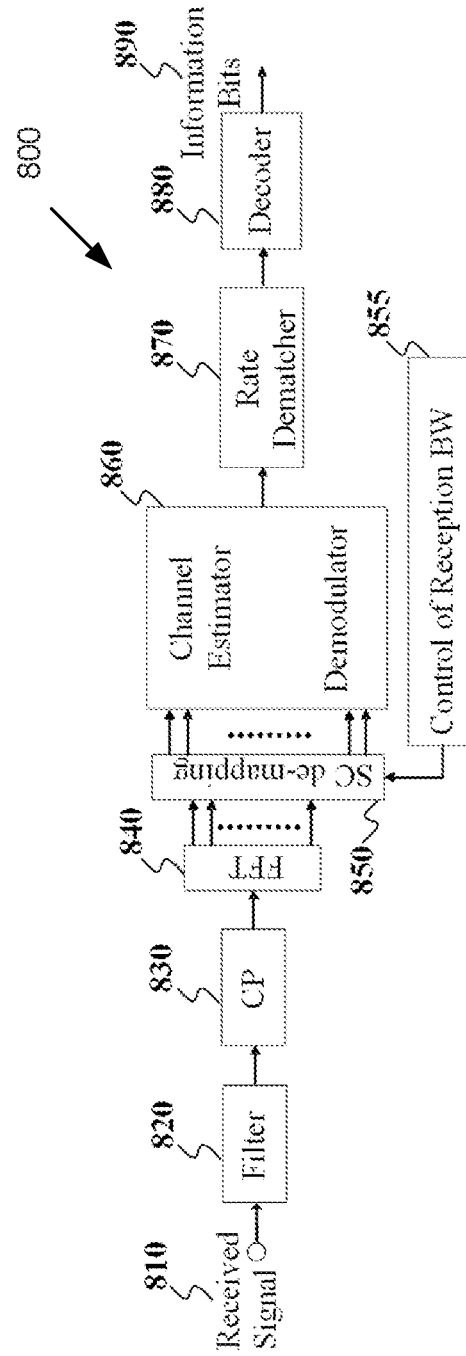 800
810
Received
Signal
820
Filter
830
CP
840
FFT
850
SC de-mapping
855
Control of Reception BW
860
Channel
Estimator
Demodulator
870
Rate
Dematcher
880
Decoder
890
Information
Bits